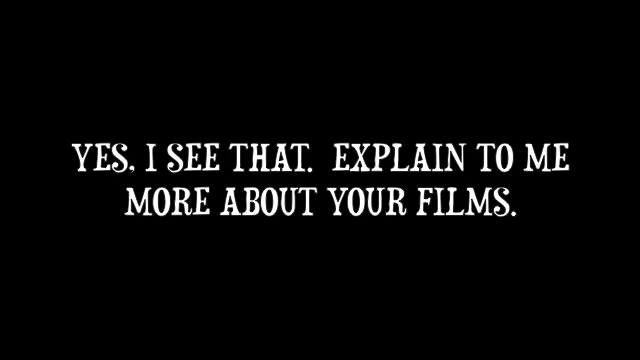 YES, I SEE THAT.  EXPLAIN TO ME
MORE ABOUT YOUR FILMS.